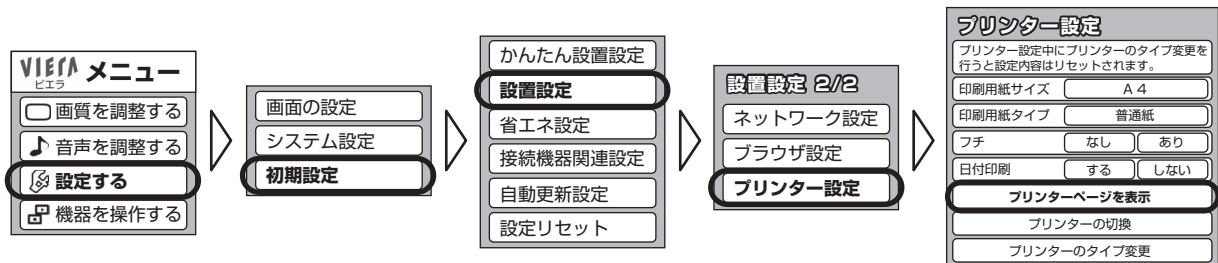 VIERA メニュー
ビエラ
画質を調整する
音声を調整する
設定する
機器を操作する
画面の設定
システム設定
初期設定
かんたん設置設定
設置設定
省エネ設定
接続機器関連設定
自動更新設定
設定リセット
設置設定 2/2
ネットワーク設定
ブラウザ設定
プリンター設定
プリンター設定
プリンター設定中にプリンターのタイプ変更を
行うと設定内容はリセットされます。
印刷用紙サイズ A 4
印刷用紙タイプ 普通紙
フチ なし あり
日付印刷 する しない
プリンターページを表示
プリンターの切換
プリンターのタイプ変更